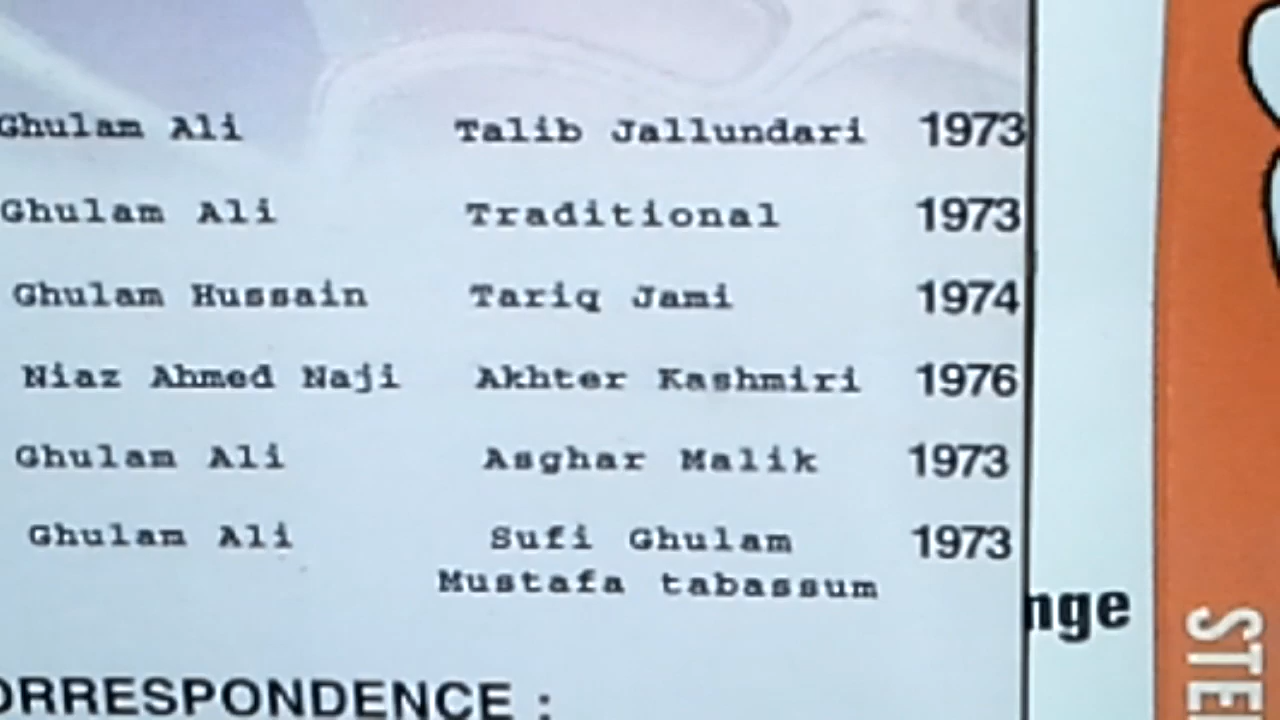 Ghulam Ali Talib Jallundari 1973
Ghulam Ali Traditional 1973
Ghulam Hussain Tariq Jami 1974
Niaz Ahmed Naji Akhter Kashmiri 1976
Ghulam Ali Asghar Malik 1973
Ghulam Ali Sufi Ghulam 1973
Mustafa tabassum
nge
ORRESPONDENCE :
STE